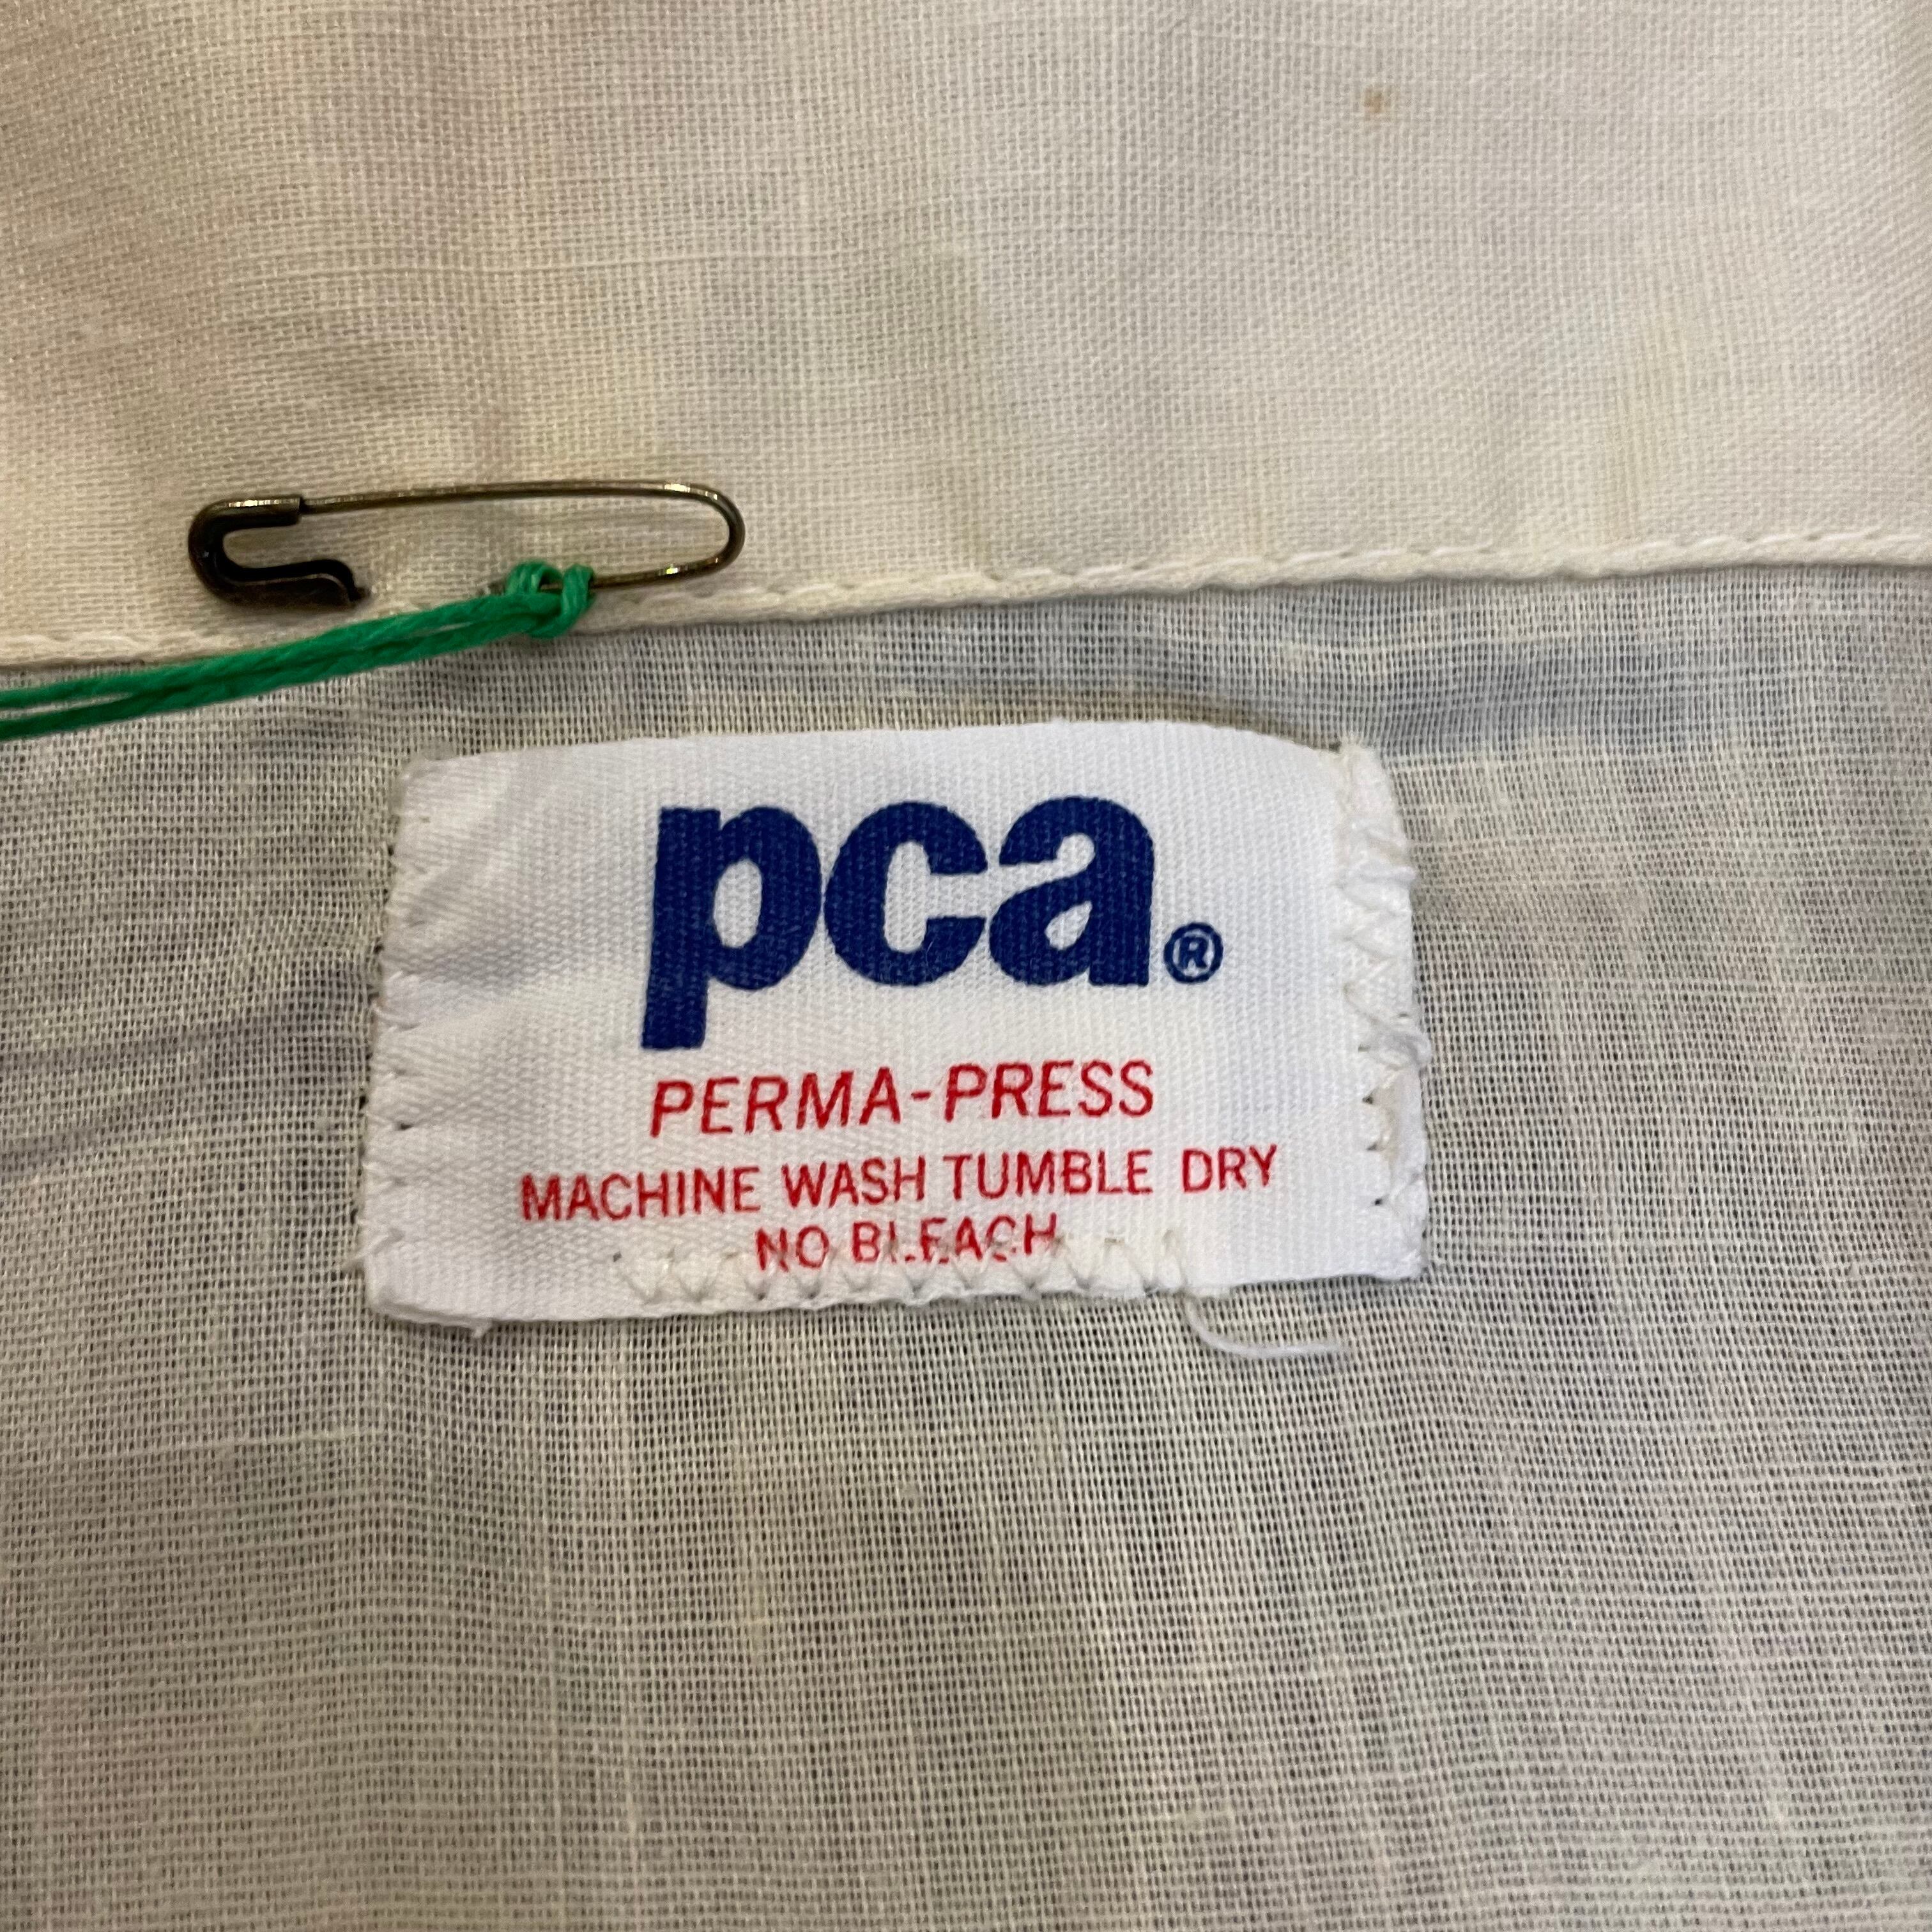 pca®
PERMA-PRESS
MACHINE WASH TUMBLE DRY
NO BLEACH